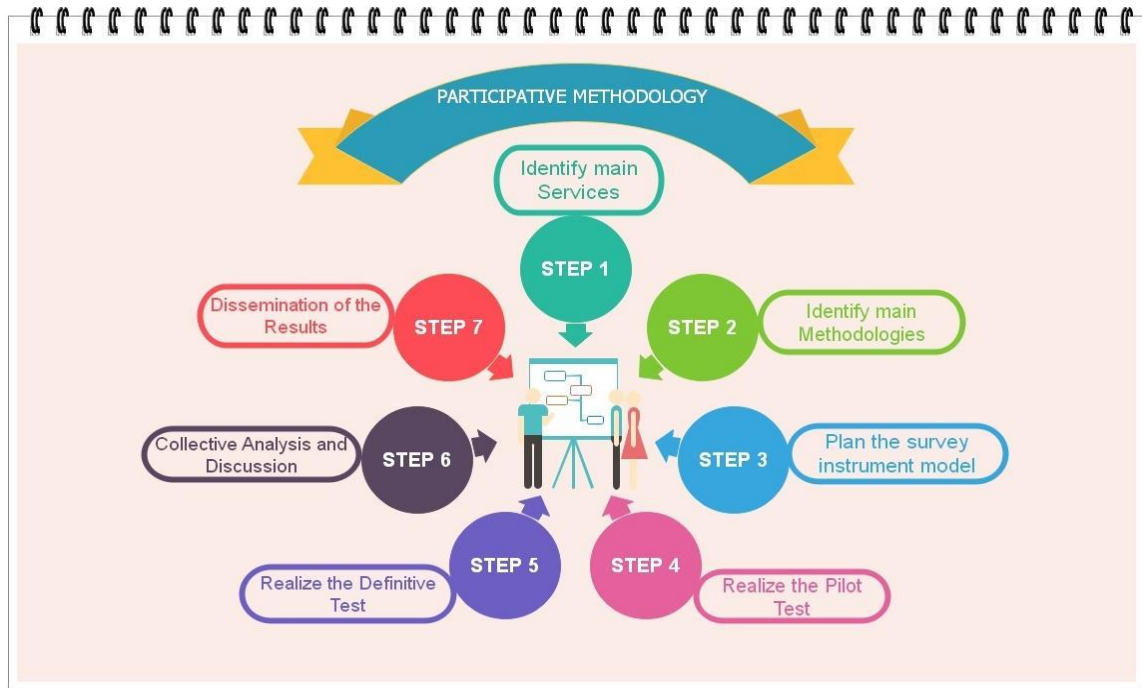 PARTICIPATIVE METHODOLOGY
Identify main
Services
STEP 1
STEP 2
Identify main
Methodologies
STEP 3
Plan the survey
instrument model
STEP 4
Realize the Pilot
Test
STEP 5
Realize the Definitive
Test
STEP 6
Collective Analysis and
Discussion
STEP 7
Dissemination of the
Results